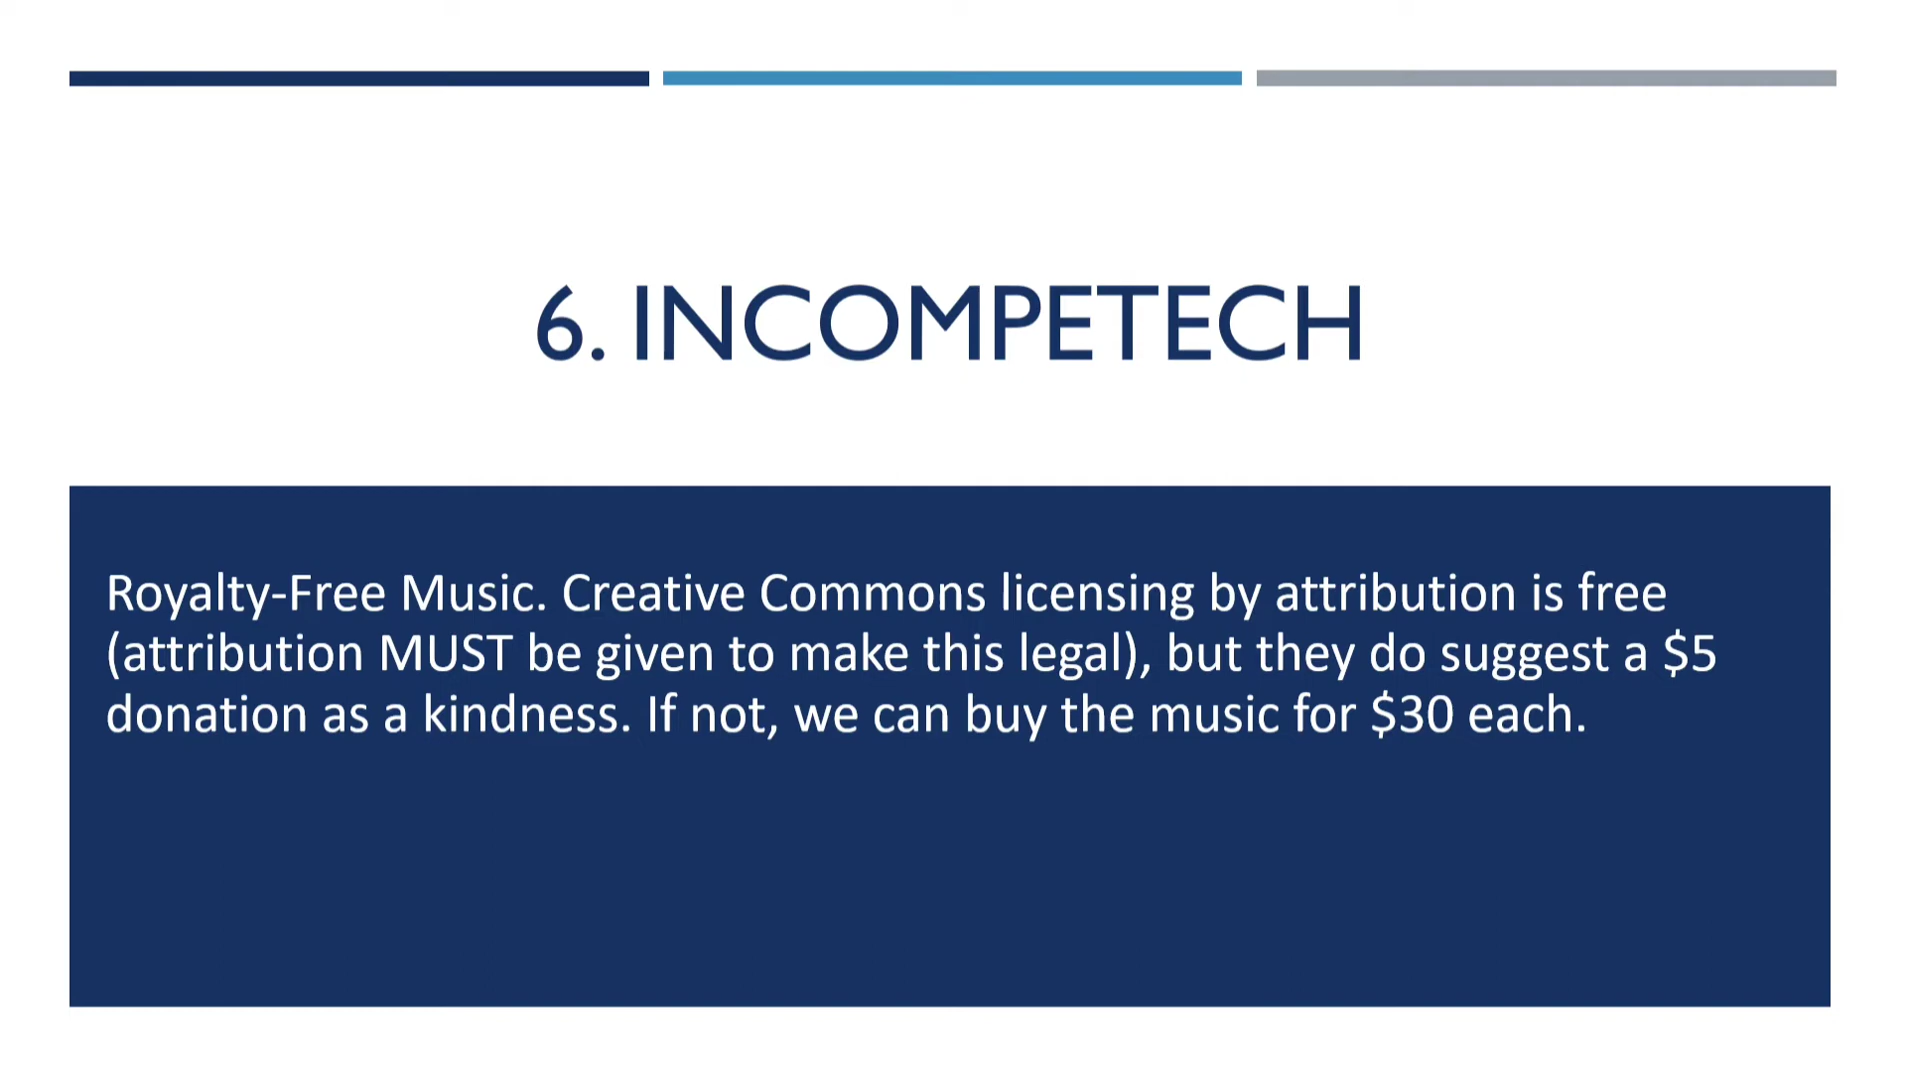 6. INCOMPETECH
Royalty-Free Music. Creative Commons licensing by attribution is free
(attribution MUST be given to make this legal), but they do suggest a $5
donation as a kindness. If not, we can buy the music for $30 each.